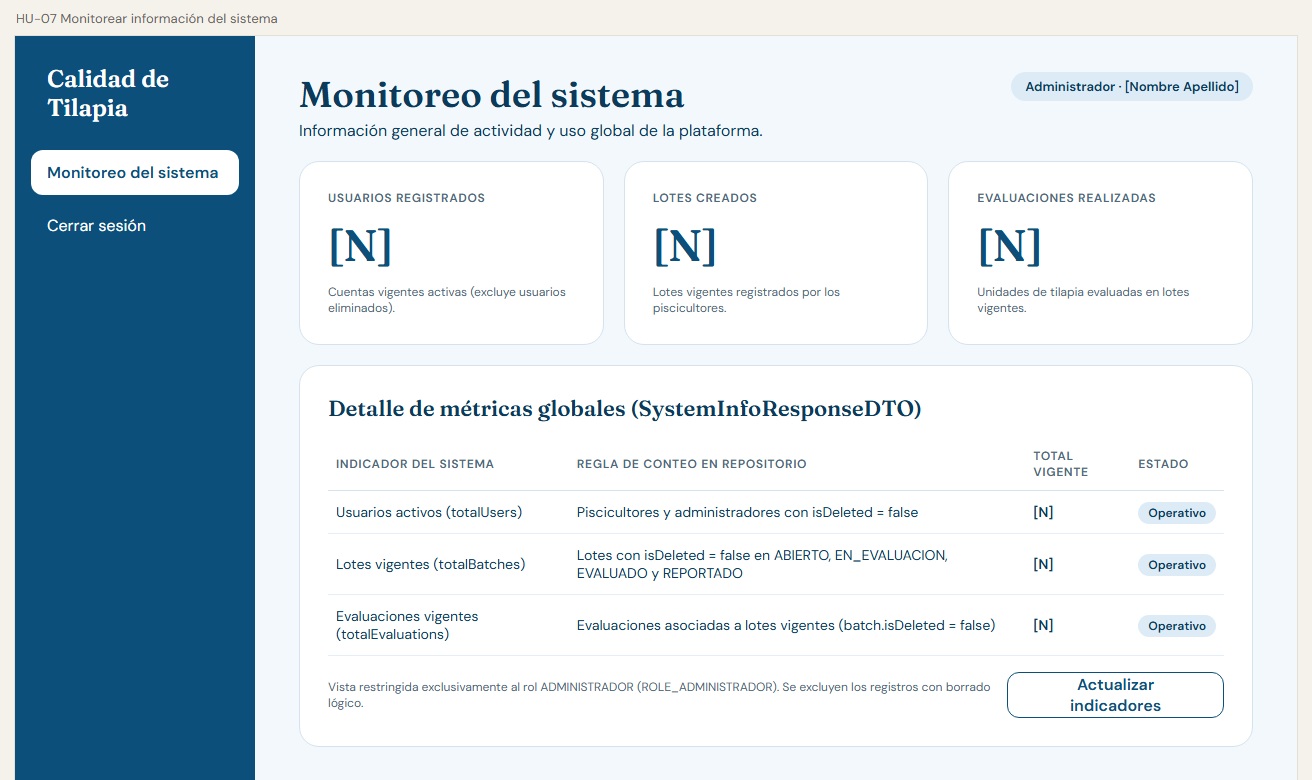 HU-07 Monitorear información del sistema
Calidad de
Tilapia
Monitoreo del sistema
Cerrar sesión
Monitoreo del sistema
Administrador · [Nombre Apellido]
Información general de actividad y uso global de la plataforma.
USUARIOS REGISTRADOS
[N]
Cuentas vigentes activas (excluye usuarios
eliminados).
LOTES CREADOS
[N]
Lotes vigentes registrados por los
piscicultores.
EVALUACIONES REALIZADAS
[N]
Unidades de tilapia evaluadas en lotes
vigentes.
Detalle de métricas globales (SystemInfoResponseDTO)
INDICADOR DEL SISTEMA
REGLA DE CONTEO EN REPOSITORIO
TOTAL
VIGENTE
ESTADO
Usuarios activos (totalUsers)
Piscicultores y administradores con isDeleted = false
[N]
Operativo
Lotes vigentes (totalBatches)
Lotes con isDeleted = false en ABIERTO, EN_EVALUACION,
EVALUADO y REPORTADO
[N]
Operativo
Evaluaciones vigentes
(totalEvaluations)
Evaluaciones asociadas a lotes vigentes (batch.isDeleted = false)
[N]
Operativo
Vista restringida exclusivamente al rol ADMINISTRADOR (ROLE_ADMINISTRADOR). Se excluyen los registros con borrado
lógico.
Actualizar
indicadores